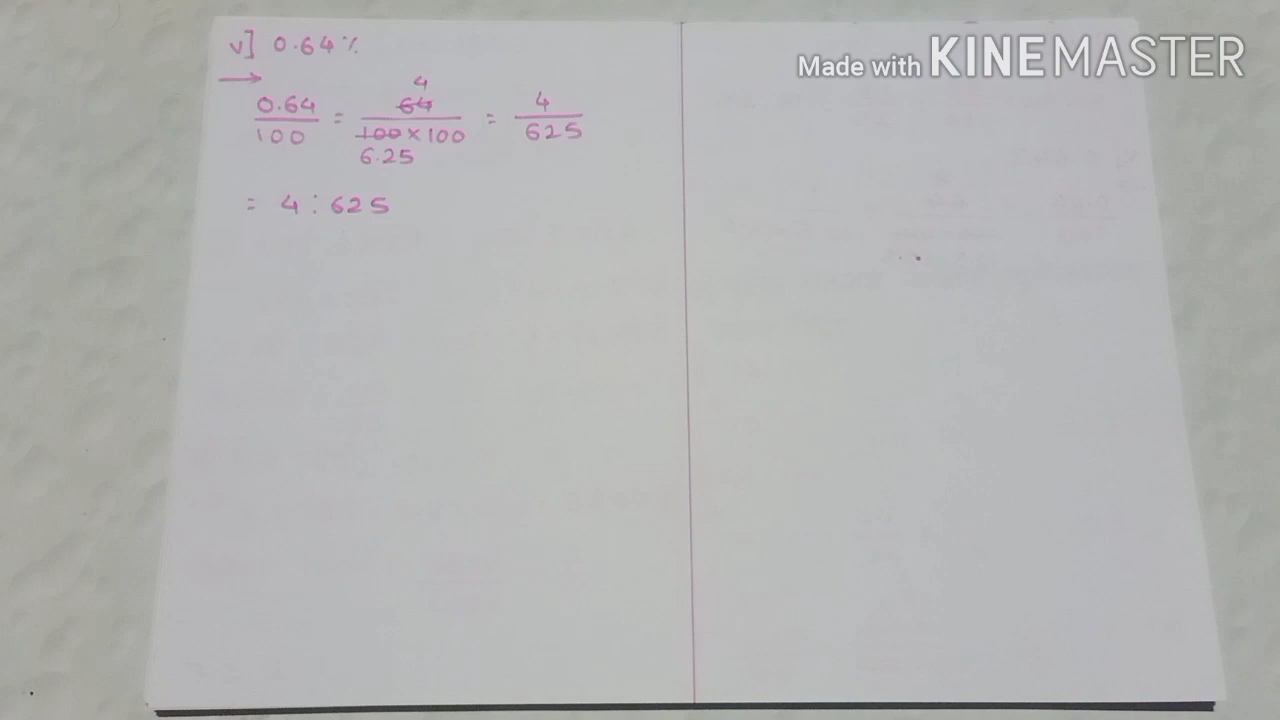 v] 0.64%
Made with KINEMASTER
0.64/100 = 64/100×100 = 4/625
4
6.25
= 4:625